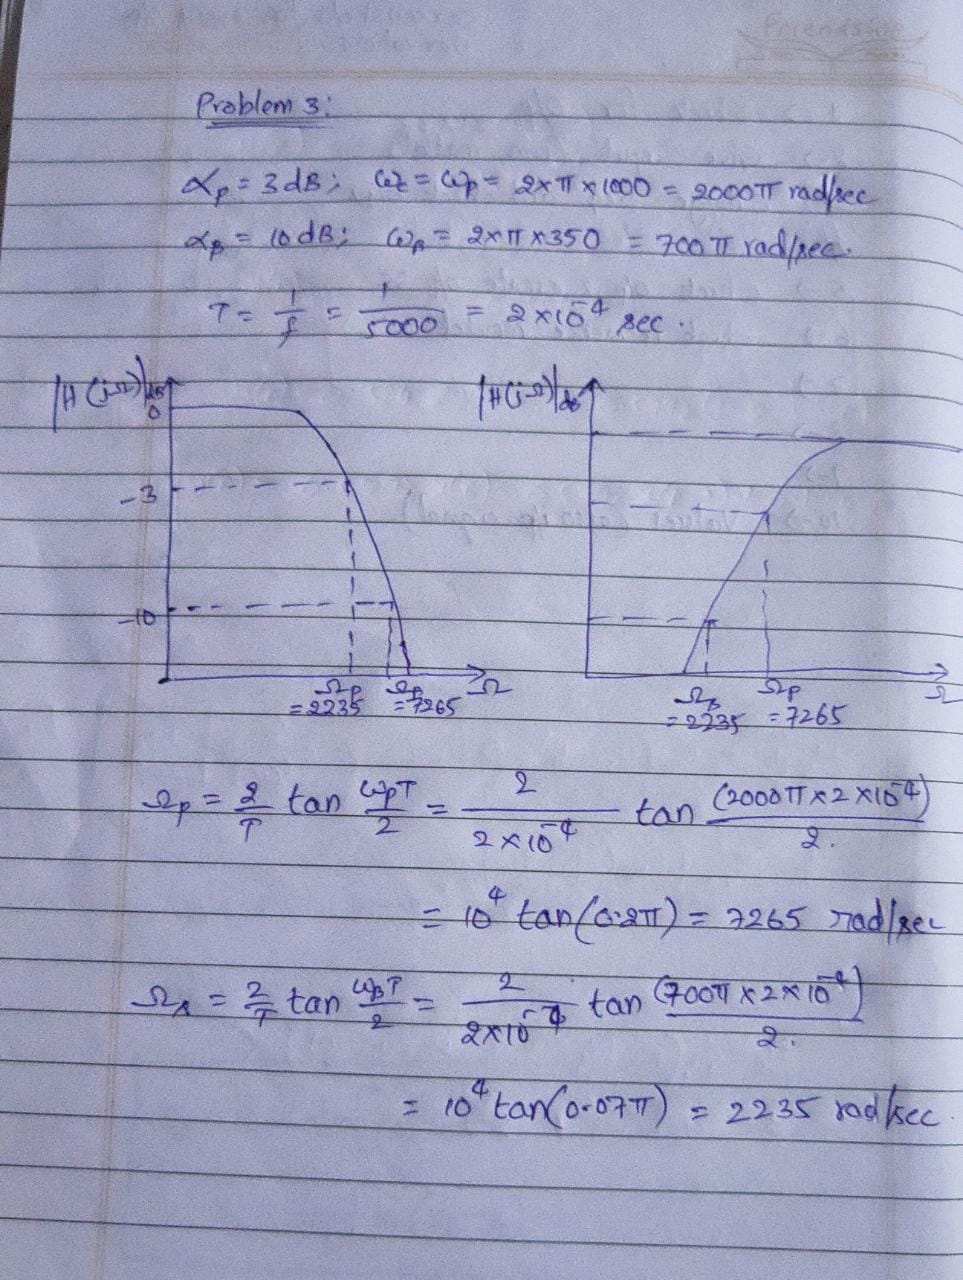 Problem 3:
αp = 3dB; ωc = ωp = 2×π×1000 = 2000π rad/sec
αs = 10 dB; ωs = 2×π×350 = 700π rad/sec.
T = 1/f = 1/5000 = 2×10⁻⁴ sec.
|H(jΩ)|dB
|H(jΩ)|dB
0
-3
-10
Ωp
=2235
Ωp
=7265
Ω
Ωs
=2235
Ωp
=7265
Ω
Ωp = 2/T tan ωpT/2 = 2/(2×10⁻⁴) tan (2000π×2×10⁻⁴)/2.
= 10⁴ tan(0.2π) = 7265 rad/sec
Ωs = 2/T tan ωsT/2 = 2/(2×10⁻⁴) tan (700π×2×10⁻⁴)/2.
= 10⁴ tan(0.07π) = 2235 rad/sec